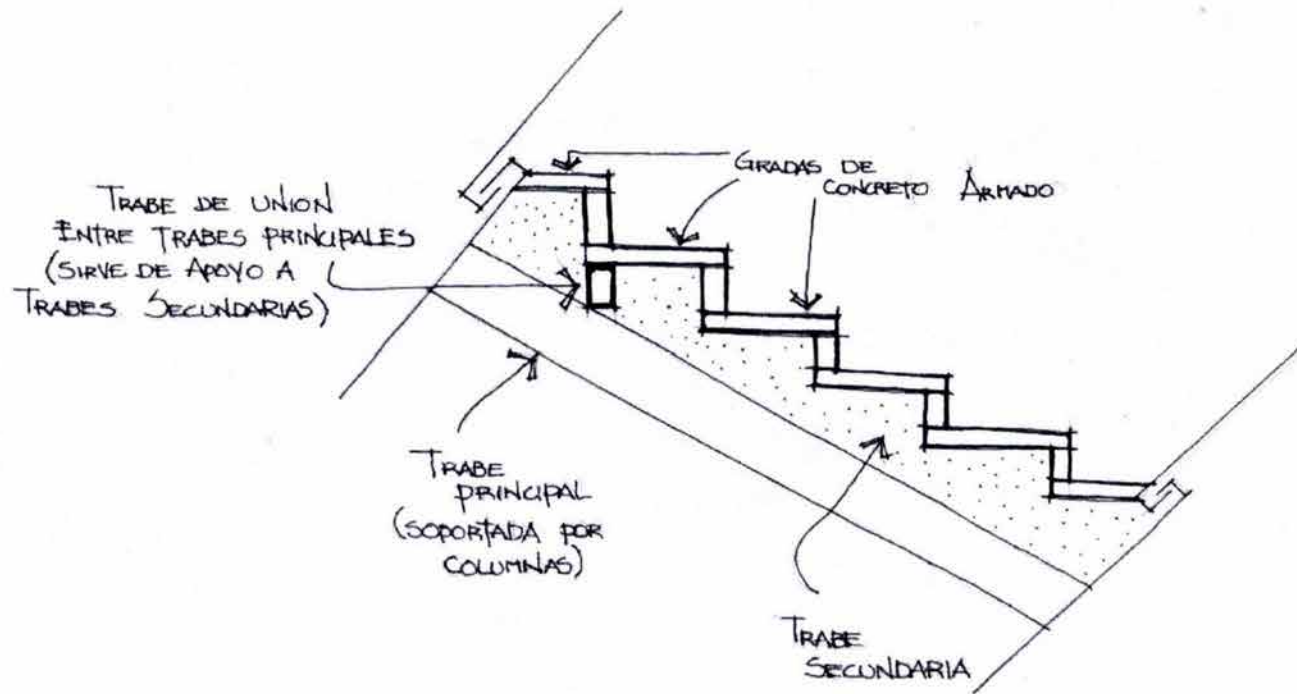 GRADAS DE
CONCRETO ARMADO
TRABE DE UNION
ENTRE TRABES PRINCIPALES
(SIRVE DE APOYO A
TRABES SECUNDARIAS)
TRABE
PRINCIPAL
(SOPORTADA POR
COLUMNAS)
TRABE
SECUNDARIA